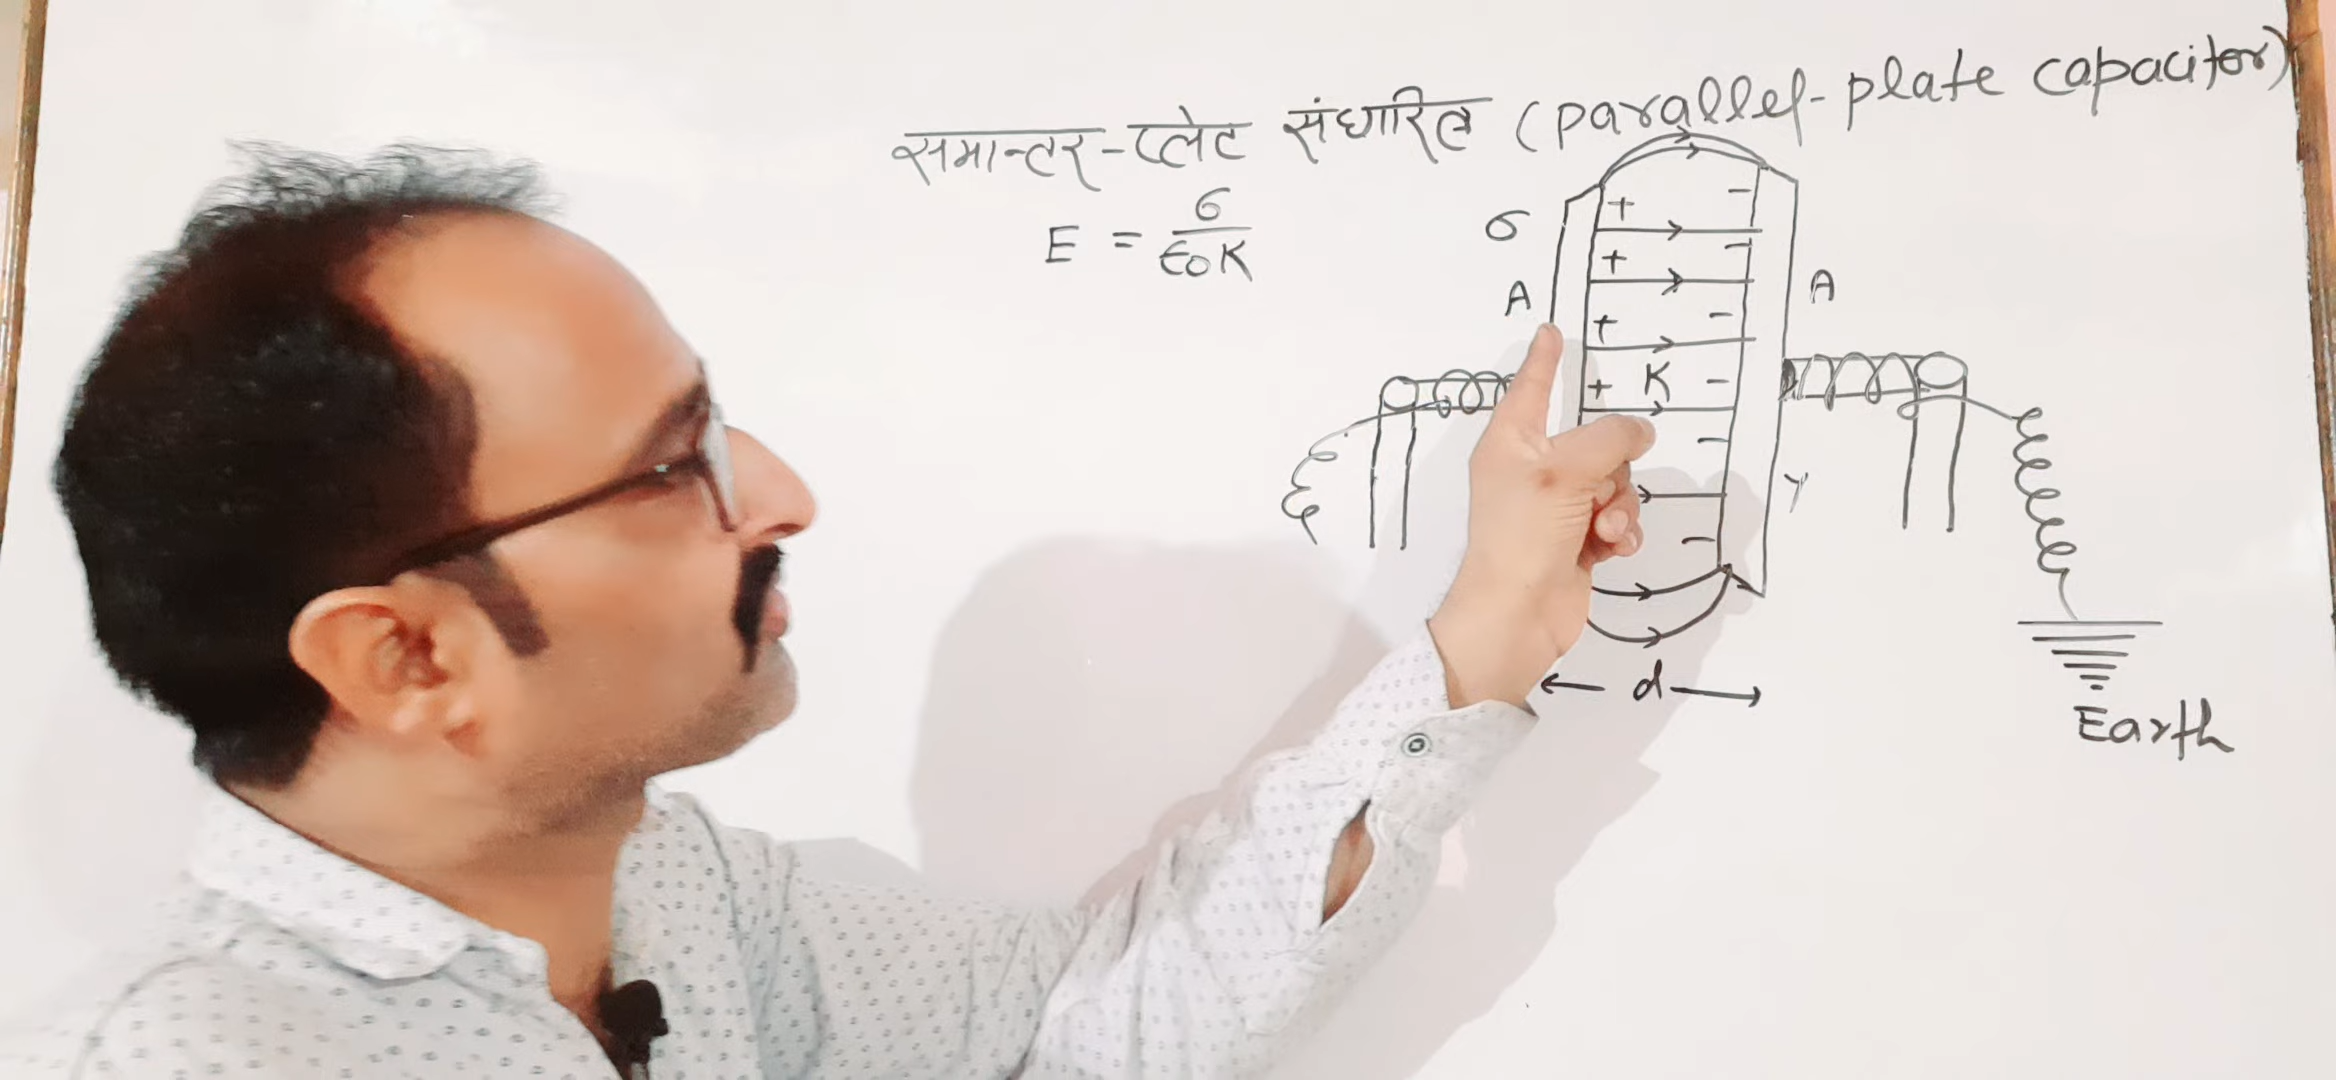 समान्तर-प्लेट संधारित्र (parallel-plate capacitor)
E = σ/ϵ₀K
σ
A
A
+ -
+ -
+ -
+ K -
-
Y
-
d
Earth